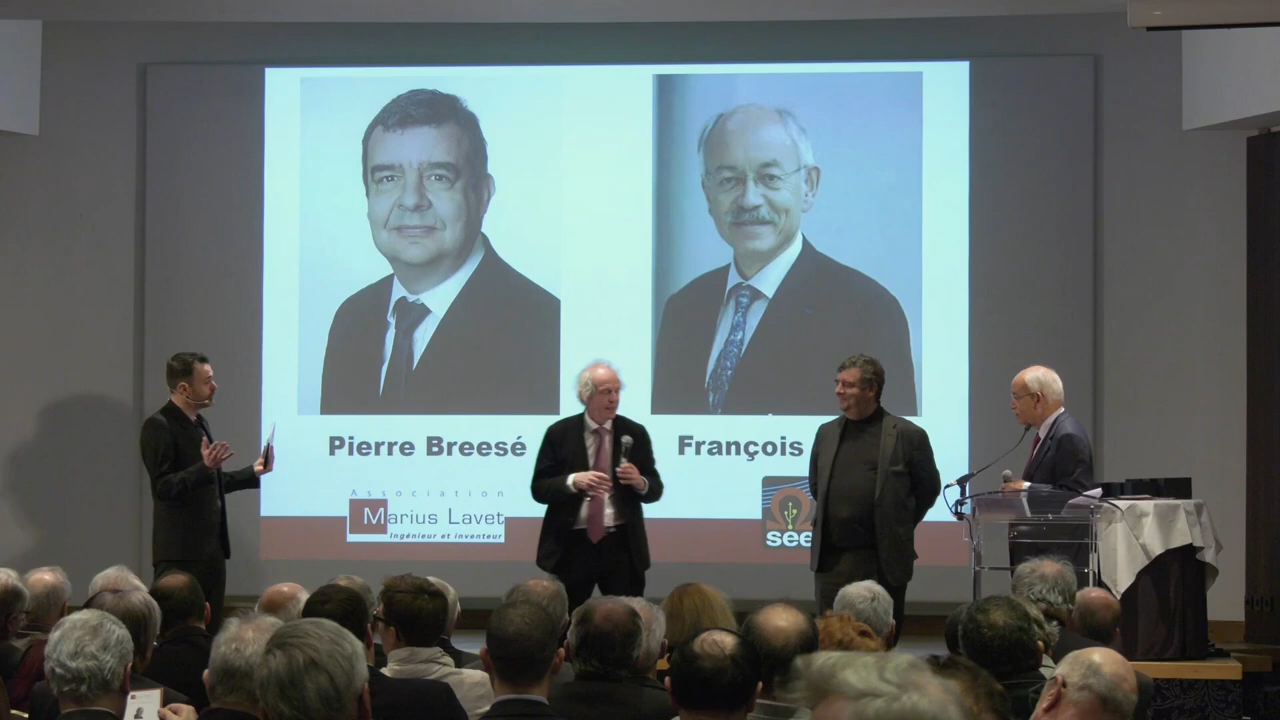 Pierre Breesé
François
Association
Marius Lavet
Ingénieur et inventeur
see